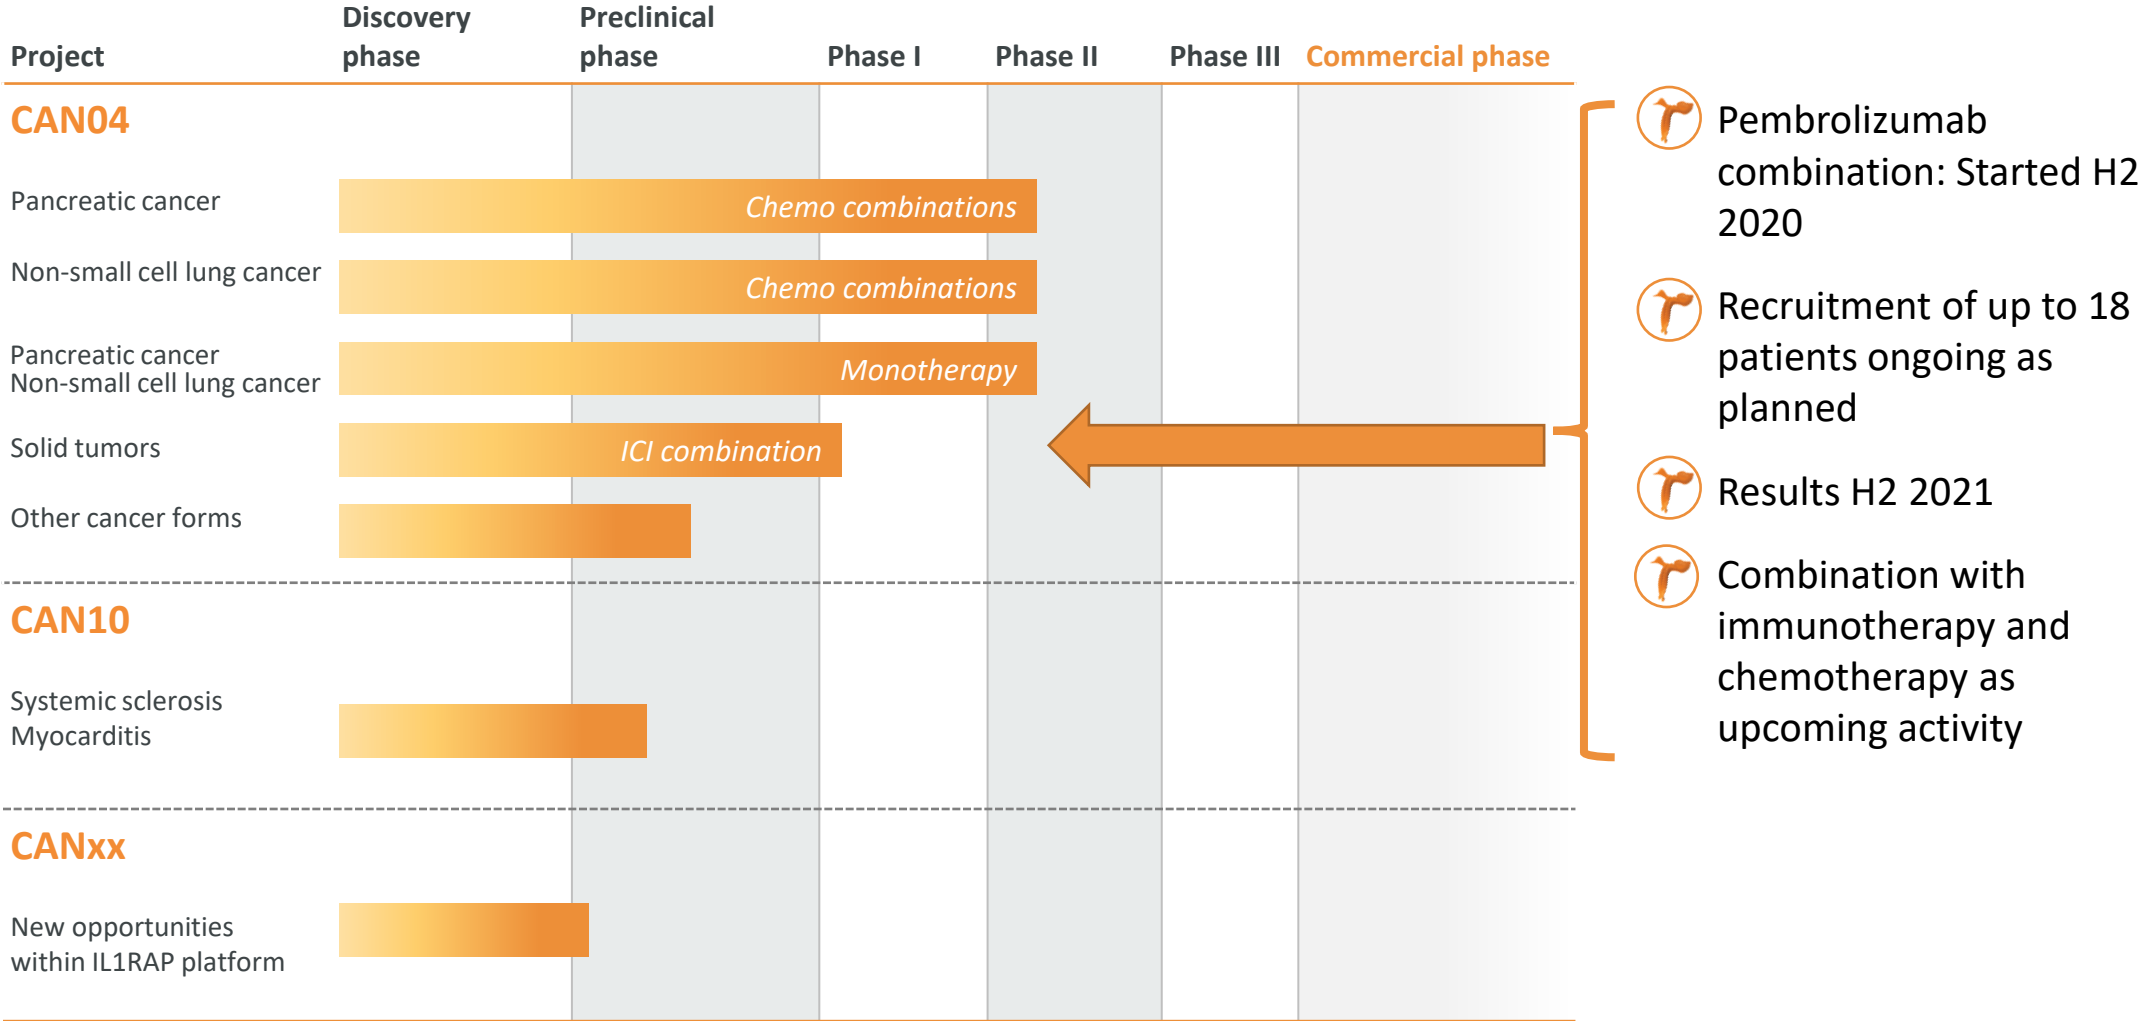 Project
Discovery
phase
Preclinical
phase
Phase I
Phase II
Phase III
Commercial phase
CAN04
Pancreatic cancer
Chemo combinations
Non-small cell lung cancer
Chemo combinations
Pancreatic cancer
Non-small cell lung cancer
Monotherapy
Solid tumors
ICI combination
Other cancer forms
CAN10
Systemic sclerosis
Myocarditis
CANxx
New opportunities
within IL1RAP platform
Pembrolizumab
combination: Started H2
2020
Recruitment of up to 18
patients ongoing as
planned
Results H2 2021
Combination with
immunotherapy and
chemotherapy as
upcoming activity